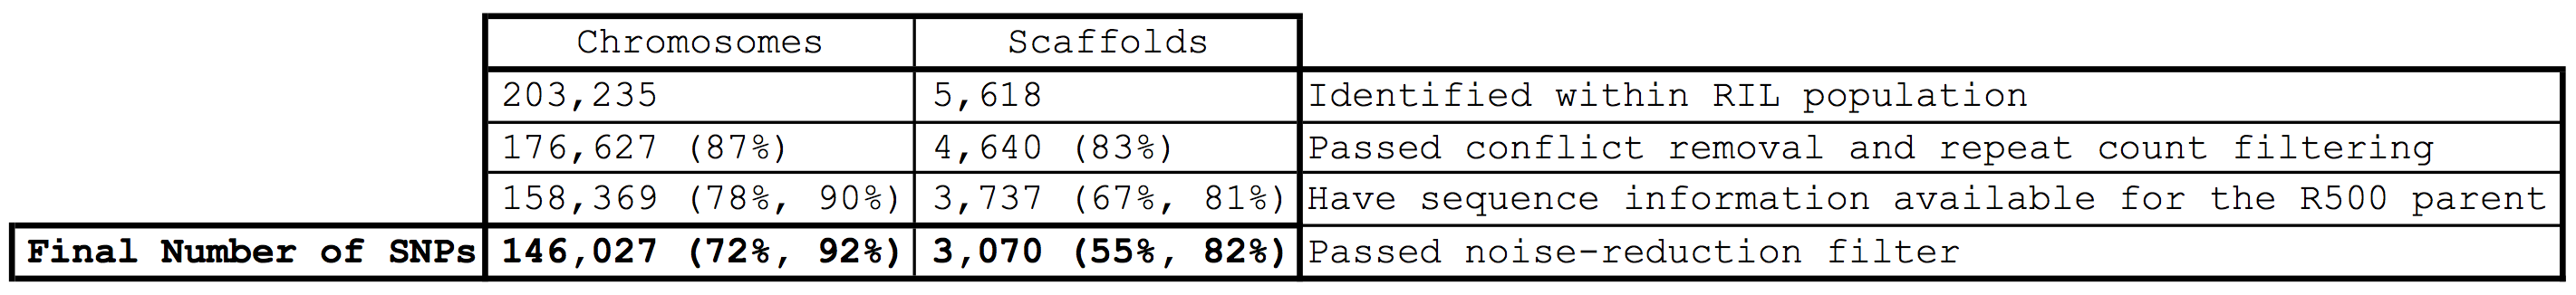 Chromosomes Scaffolds
203,235 5,618 Identified within RIL population
176,627 (87%) 4,640 (83%) Passed conflict removal and repeat count filtering
158,369 (78%, 90%) 3,737 (67%, 81%) Have sequence information available for the R500 parent
Final Number of SNPs 146,027 (72%, 92%) 3,070 (55%, 82%) Passed noise-reduction filter